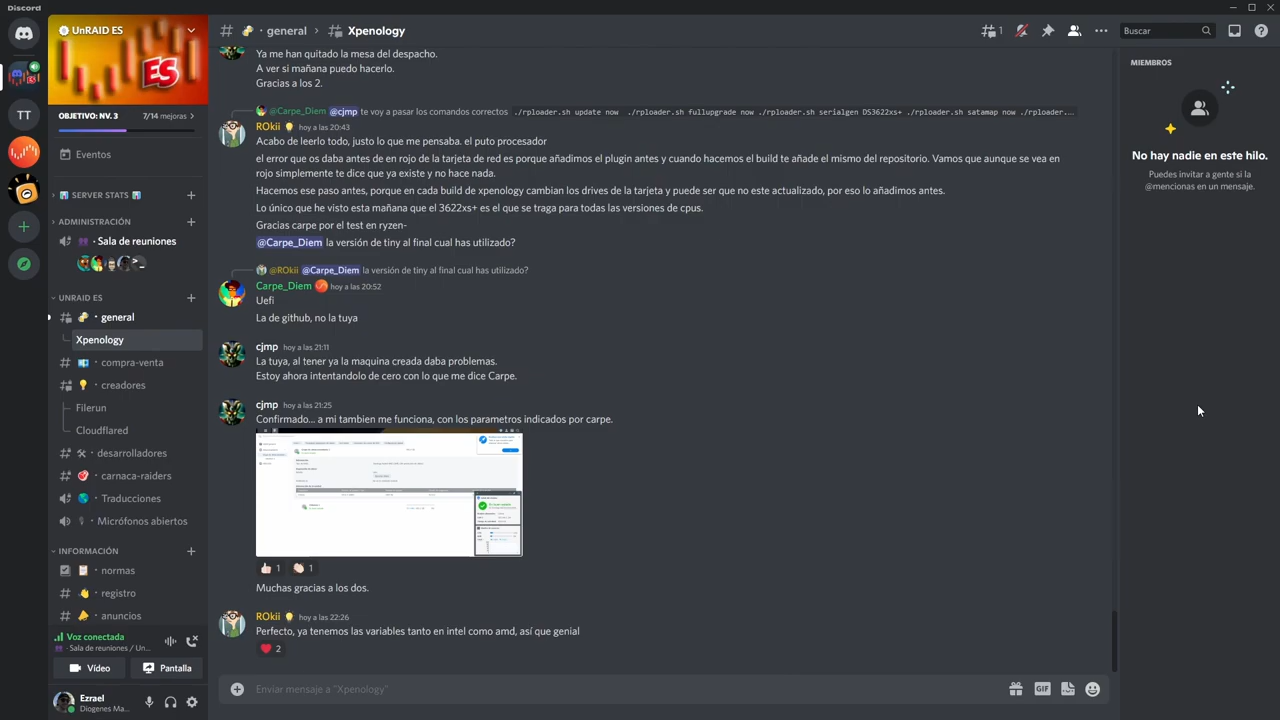 Discord
UnRAID ES
ES
OBJETIVO: NV. 3
7/14 mejoras
Eventos
SERVER STATS
ADMINISTRACIÓN
Sala de reuniones
UNRAID ES
general
Xpenology
compra-venta
creadores
Filerun
Cloudflared
desarrolladores
carnaca-raiders
Traducciones
Micrófonos abiertos
INFORMACIÓN
normas
registro
anuncios
Voz conectada
Sala de reuniones / Un...
Vídeo
Pantalla
Ezrael
Diogenes Ma...
TT
general
Xpenology
1
Buscar
Ya me han quitado la mesa del despacho.
A ver si mañana puedo hacerlo.
Gracias a los 2.
@Carpe_Diem @cjmp te voy a pasar los comandos correctos ./rploader.sh update now ./rploader.sh fullupgrade now ./rploader.sh serialgen DS3622xs+ ./rploader.sh satamap now ./rploader....
ROkii hoy a las 20:43
Acabo de leerlo todo, justo lo que me pensaba. el puto procesador
el error que os daba antes de en rojo de la tarjeta de red es porque añadimos el plugin antes y cuando hacemos el build te añade el mismo del repositorio. Vamos que aunque se vea en
rojo simplemente te dice que ya existe y no hace nada.
Hacemos ese paso antes, porque en cada build de xpenology cambian los drives de la tarjeta y puede ser que no este actualizado, por eso lo añadimos antes.
Lo único que he visto esta mañana que el 3622xs+ es el que se traga para todas las versiones de cpus.
Gracias carpe por el test en ryzen-
@Carpe_Diem la versión de tiny al final cual has utilizado?
@ROkii @Carpe_Diem la versión de tiny al final cual has utilizado?
Carpe_Diem hoy a las 20:52
Uefi
La de github, no la tuya
cjmp hoy a las 21:11
La tuya, al tener ya la maquina creada daba problemas.
Estoy ahora intentandolo de cero con lo que me dice Carpe.
cjmp hoy a las 21:25
Confirmado... a mi tambien me funciona, con los parametros indicados por carpe.
1
1
Muchas gracias a los dos.
ROkii hoy a las 22:26
Perfecto, ya tenemos las variables tanto en intel como amd, así que genial
2
Enviar mensaje a "Xpenology"
GIF
MIEMBROS
No hay nadie en este hilo.
Puedes invitar a gente si la
@mencionas en un mensaje.